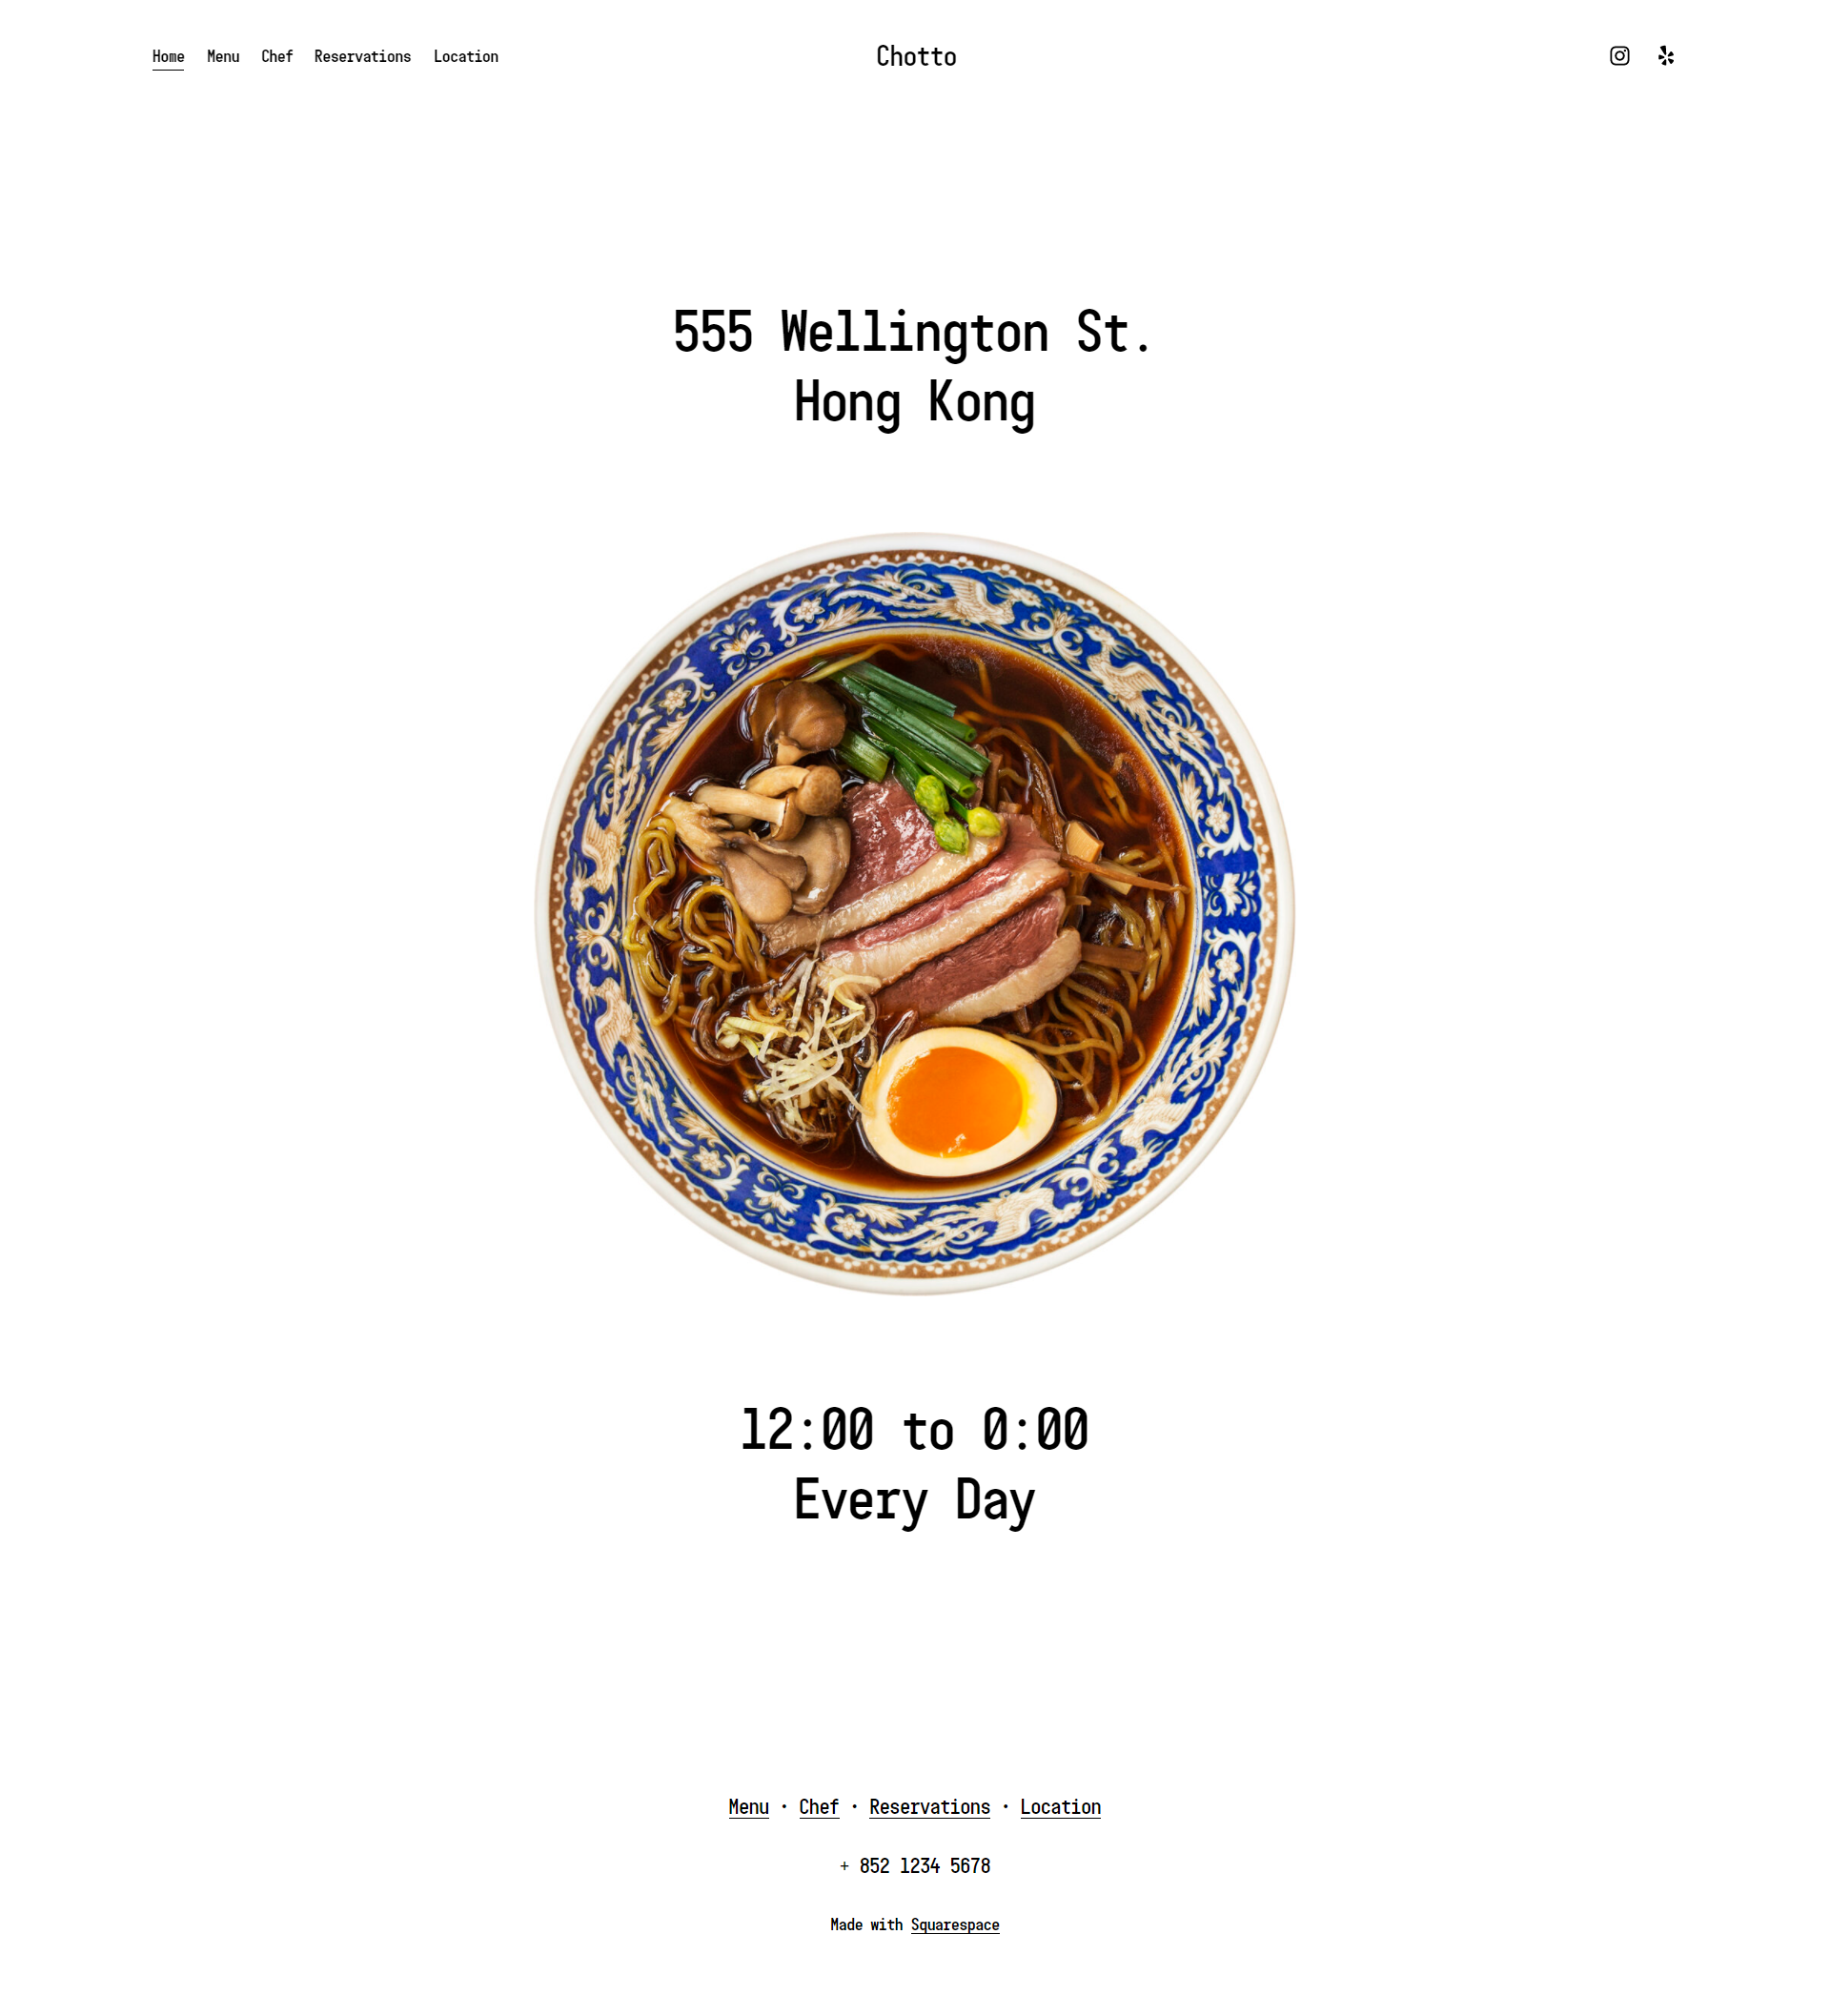 Home Menu Chef Reservations Location
Chotto
555 Wellington St.
Hong Kong
12:00 to 0:00
Every Day
Menu · Chef · Reservations · Location
+ 852 1234 5678
Made with Squarespace